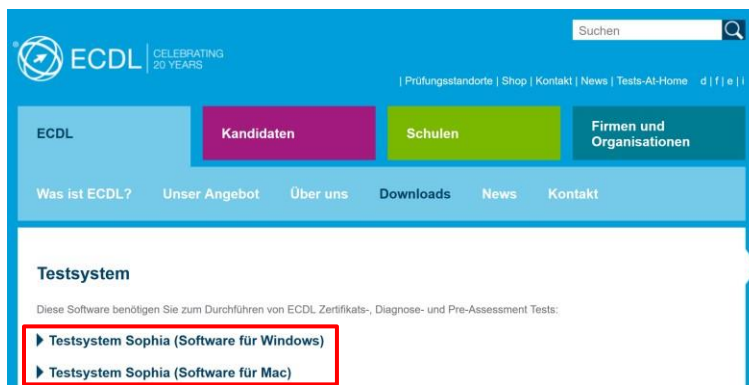 Suchen
ECDL
CELEBRATING
20 YEARS
| Prüfungsstandorte | Shop | Kontakt | News | Tests-At-Home d | f | e | i
ECDL
Kandidaten
Schulen
Firmen und
Organisationen
Was ist ECDL? Unser Angebot Über uns Downloads News Kontakt
Testsystem
Diese Software benötigen Sie zum Durchführen von ECDL Zertifikats-, Diagnose- und Pre-Assessment Tests:
Testsystem Sophia (Software für Windows)
Testsystem Sophia (Software für Mac)